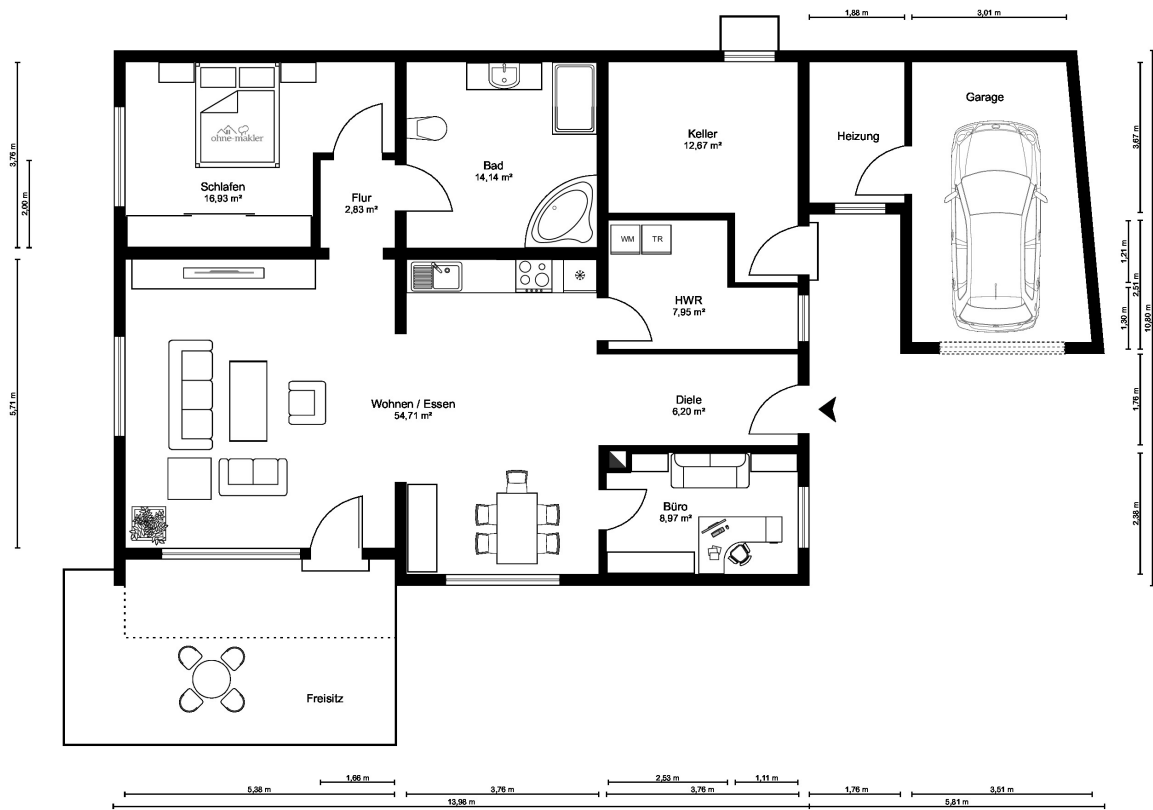 1,88 m
3,01 m
Schlafen
16,93 m²
ohne-makler
Flur
2,83 m²
Bad
14,14 m²
Keller
12,67 m²
Heizung
Garage
WM
TR
HWR
7,95 m²
Wohnen / Essen
54,71 m²
Diele
6,20 m²
Büro
8,97 m²
Freisitz
3,76 m
2,00 m
5,71 m
3,67 m
1,21 m
2,51 m
1,30 m
10,80 m
1,76 m
2,38 m
1,66 m
2,53 m
1,11 m
5,38 m
3,76 m
3,76 m
1,76 m
3,51 m
13,98 m
5,81 m